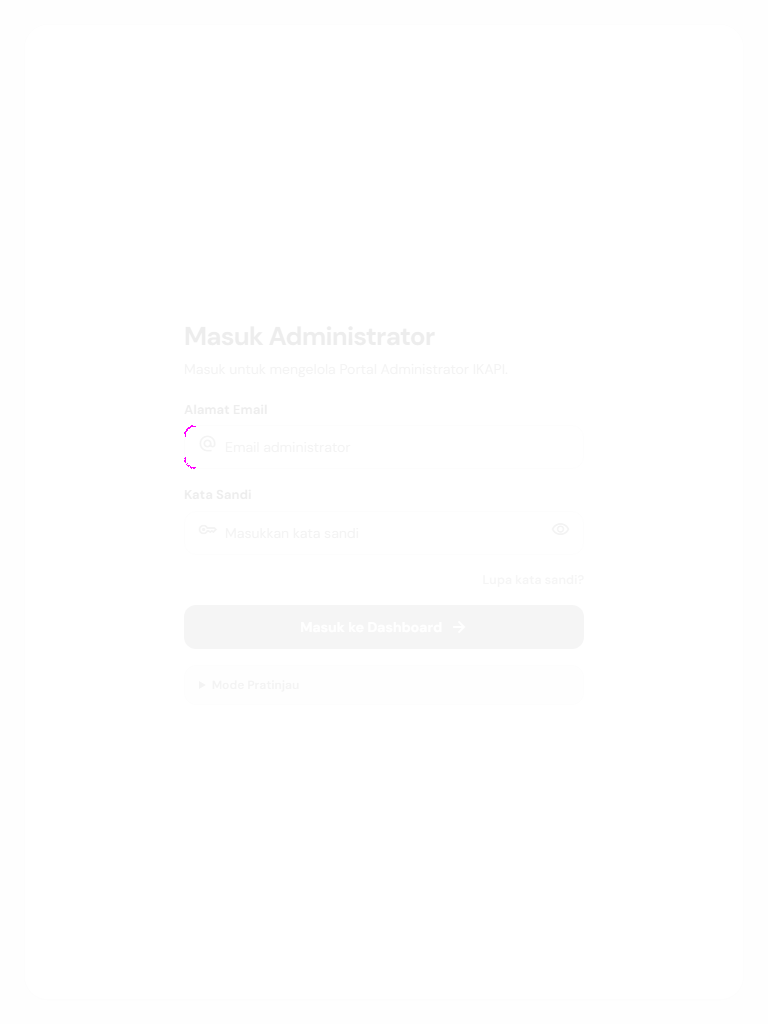 Masuk Administrator
Masuk untuk mengelola Portal Administrator IKAPI.
Alamat Email
Email administrator
Kata Sandi
Masukkan kata sandi
Lupa kata sandi?
Masuk ke Dashboard →
Mode Pratinjau